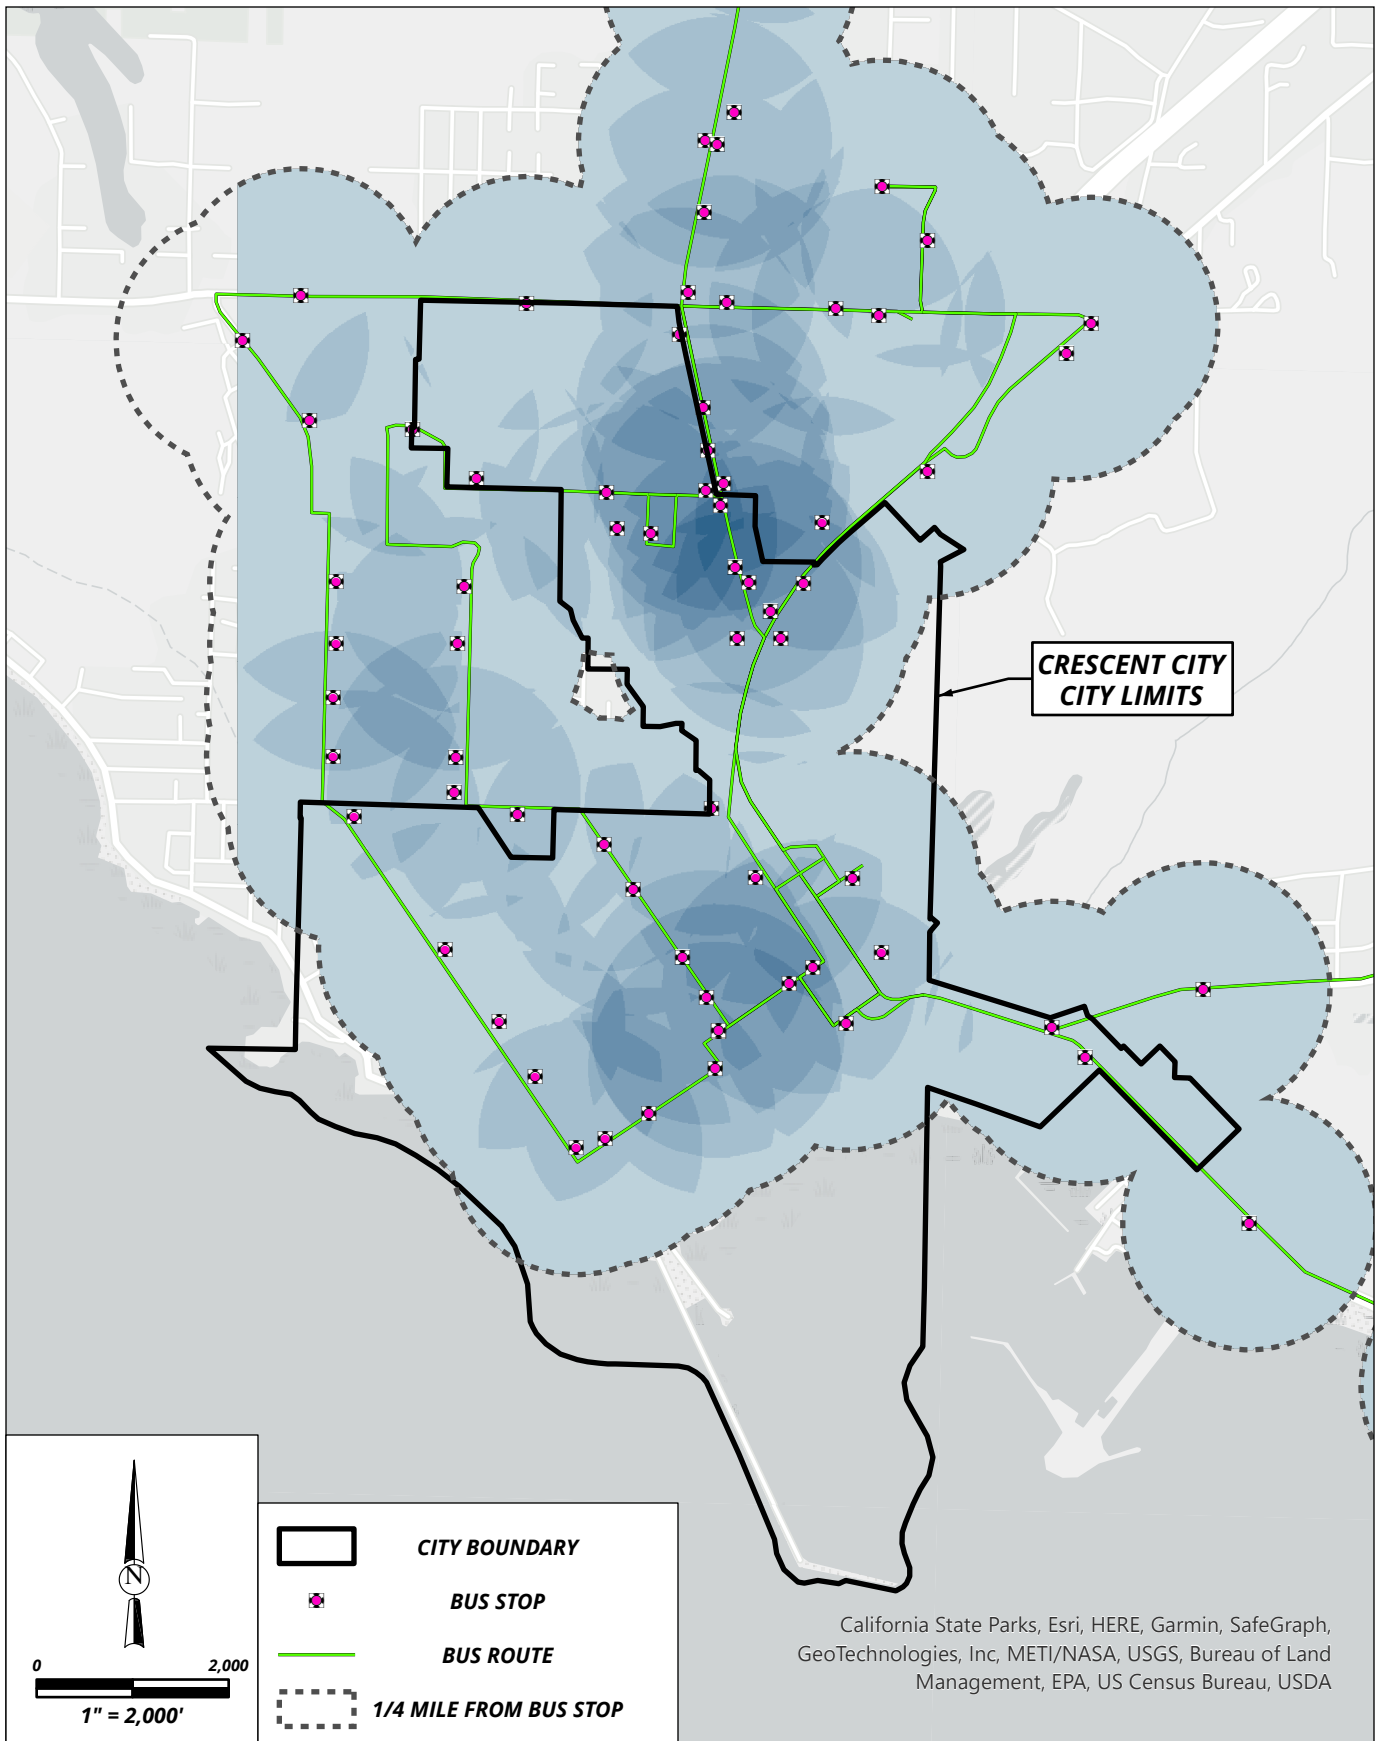 CRESCENT CITY
CITY LIMITS
N
0 2,000
1" = 2,000'
CITY BOUNDARY
BUS STOP
BUS ROUTE
1/4 MILE FROM BUS STOP
California State Parks, Esri, HERE, Garmin, SafeGraph,
GeoTechnologies, Inc, METI/NASA, USGS, Bureau of Land
Management, EPA, US Census Bureau, USDA